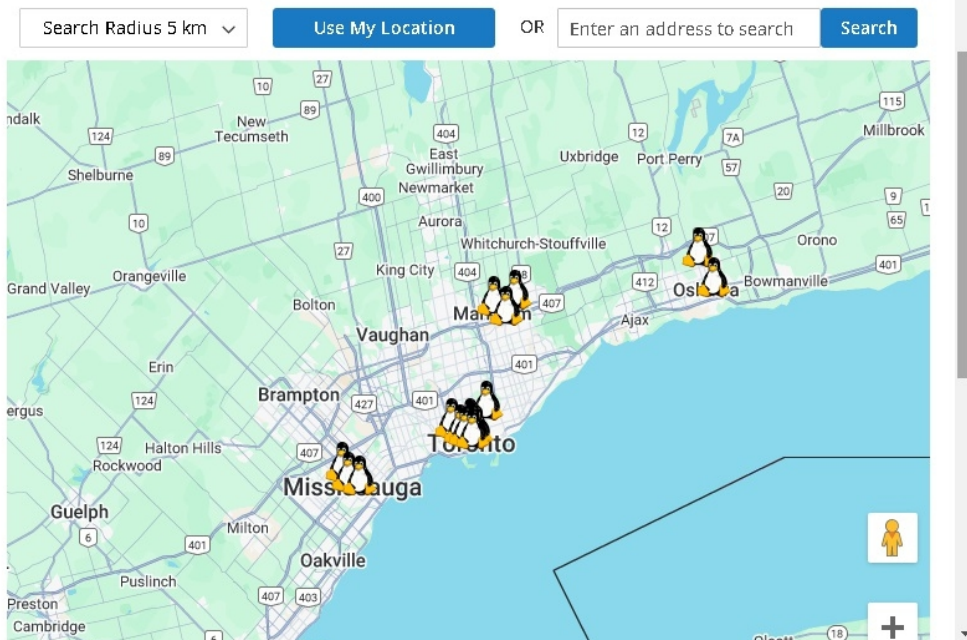 Search Radius 5 km
Use My Location
OR
Enter an address to search
Search
10
27
115
ndalk
New
Tecumseth
89
124
404
12
7A
Millbrook
89
East
Gwillimbury
Uxbridge
Port Perry
57
Shelburne
Newmarket
20
400
9
10
Aurora
65
12
27
Whitchurch-Stouffville
Orono
King City
404
401
Orangeville
412
Bowmanville
Grand Valley
407
Bolton
Ajax
Vaughan
Erin
401
Brampton
124
427
401
ergus
124
Halton Hills
407
Toronto
Rockwood
Mississauga
Guelph
6
Milton
401
Oakville
Puslinch
407
403
Preston
Cambridge
6
18